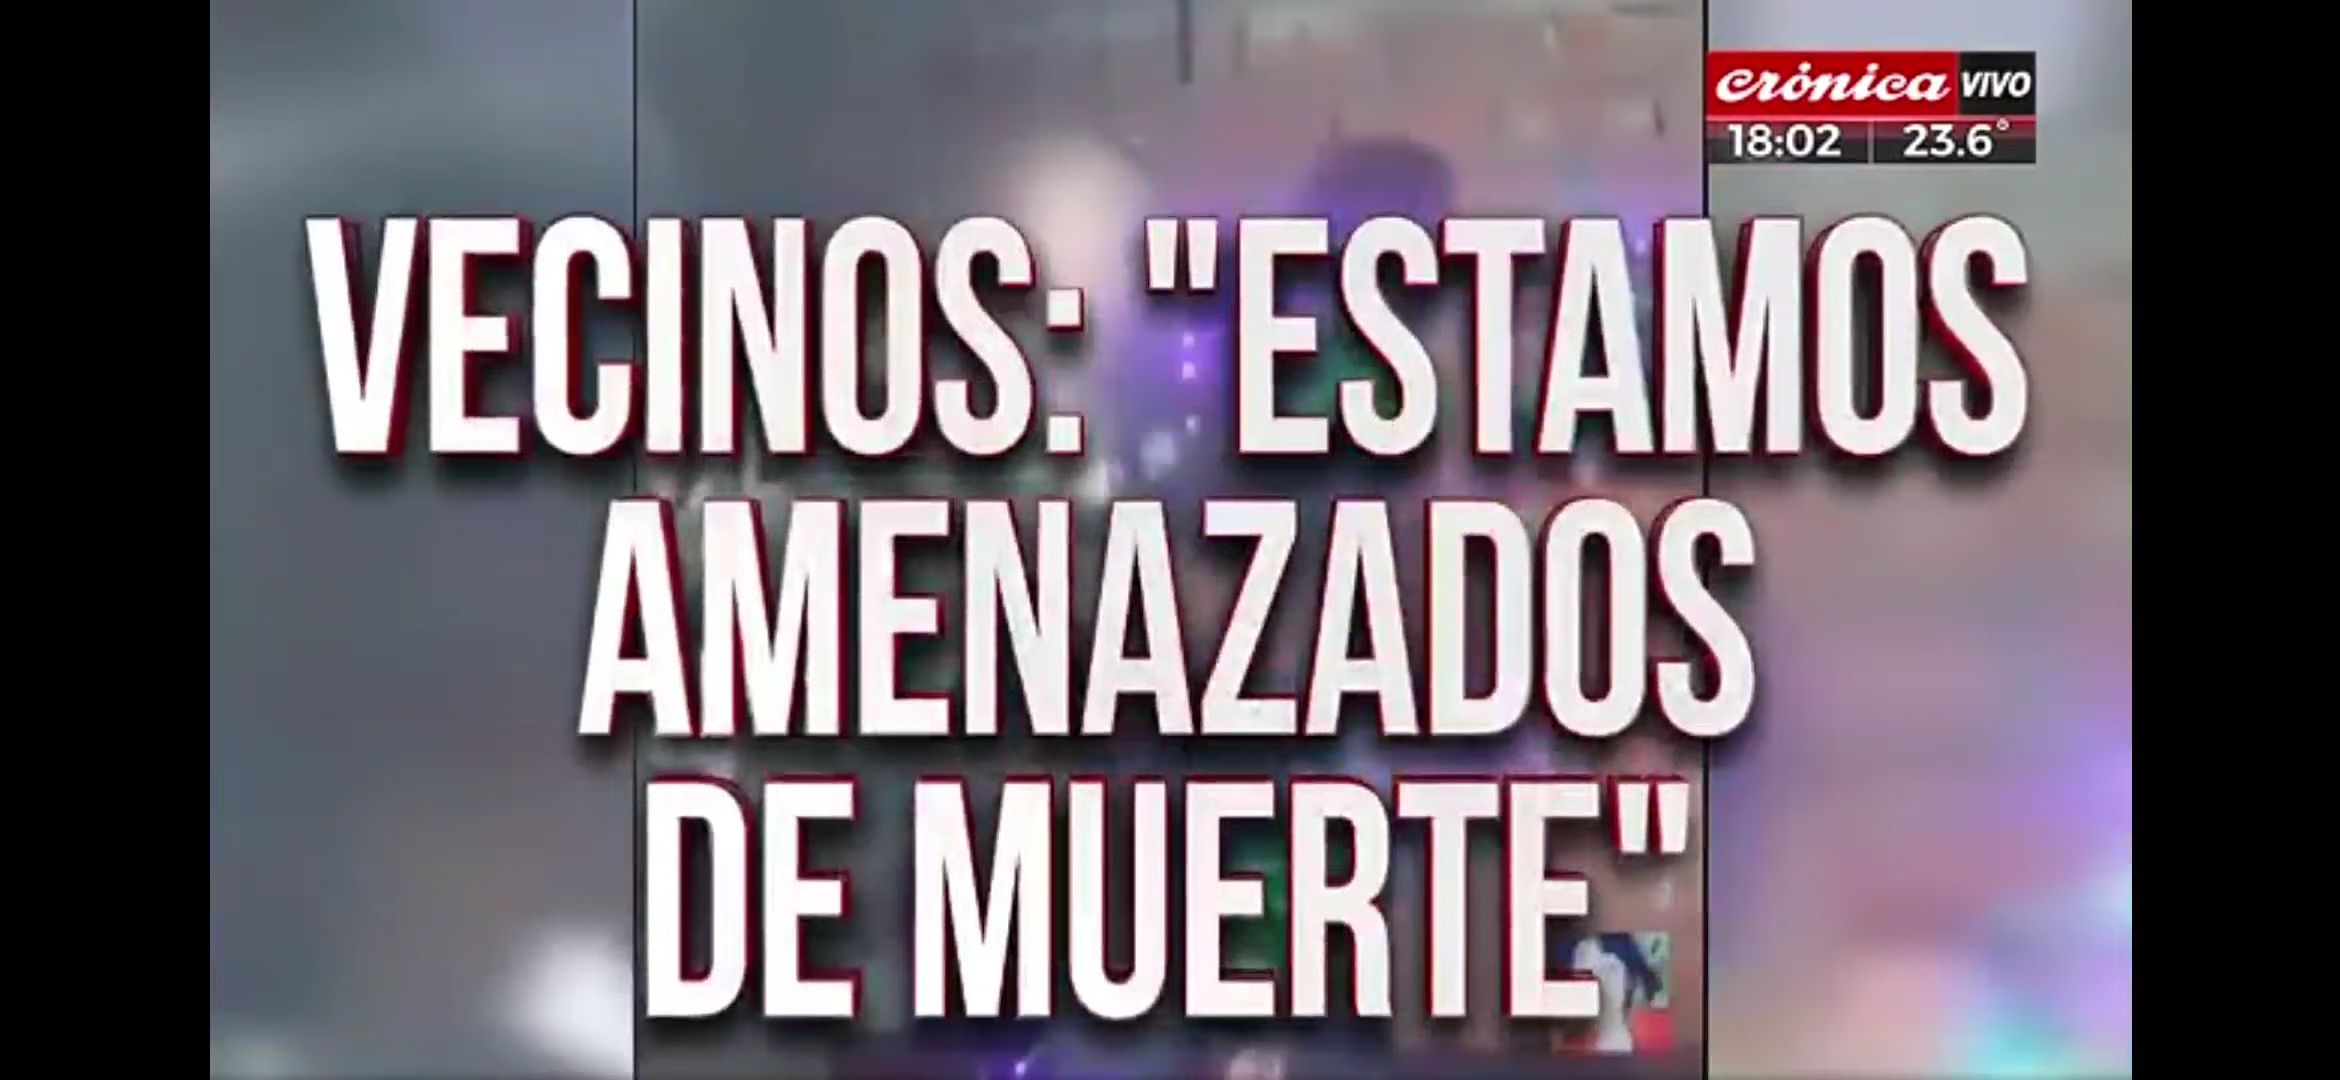 crónica VIVO
18:02 23.6°
VECINOS: "ESTAMOS
AMENAZADOS
DE MUERTE"